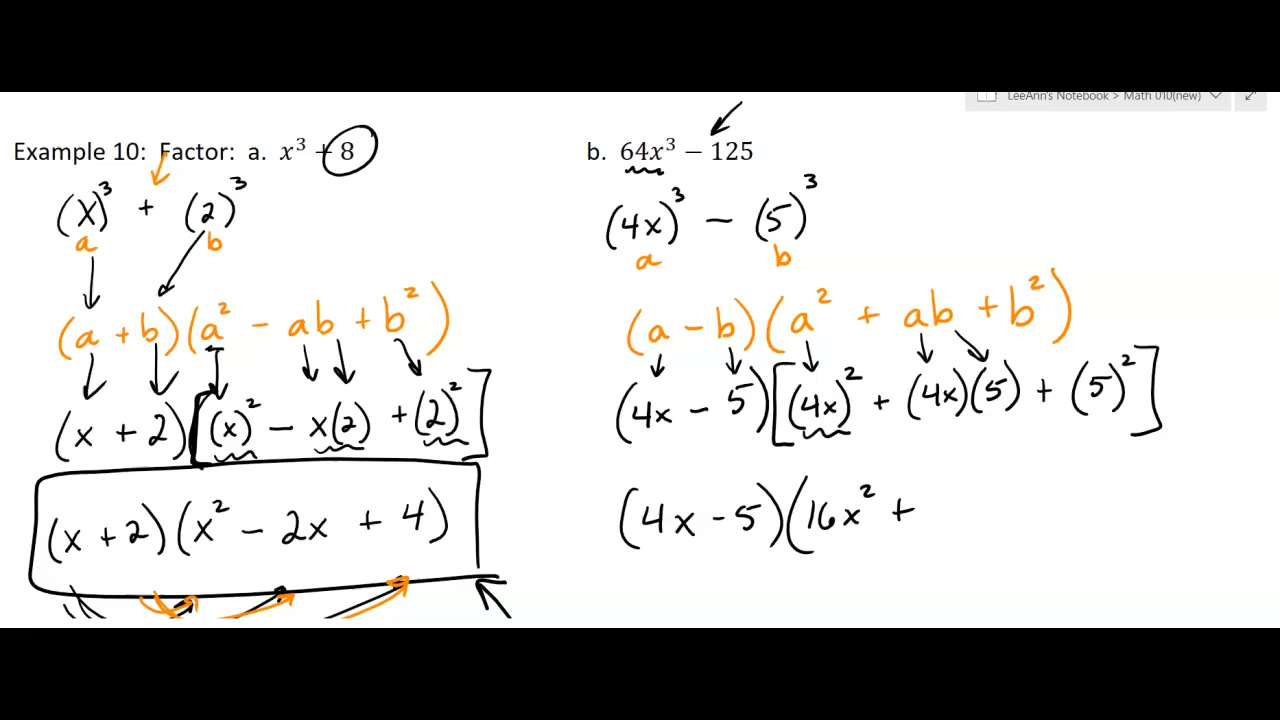 LeeAnn's Notebook > Math 010(new)
Example 10: Factor: a. x³ + 8
(x)³ + (2)³
a b
(a + b)(a² - ab + b²)
(x + 2)[(x)² - x(2) + (2)²]
(x + 2)(x² - 2x + 4)
b. 64x³ − 125
(4x)³ - (5)³
a b
(a - b)(a² + ab + b²)
(4x - 5)[(4x)² + (4x)(5) + (5)²]
(4x - 5)(16x² +